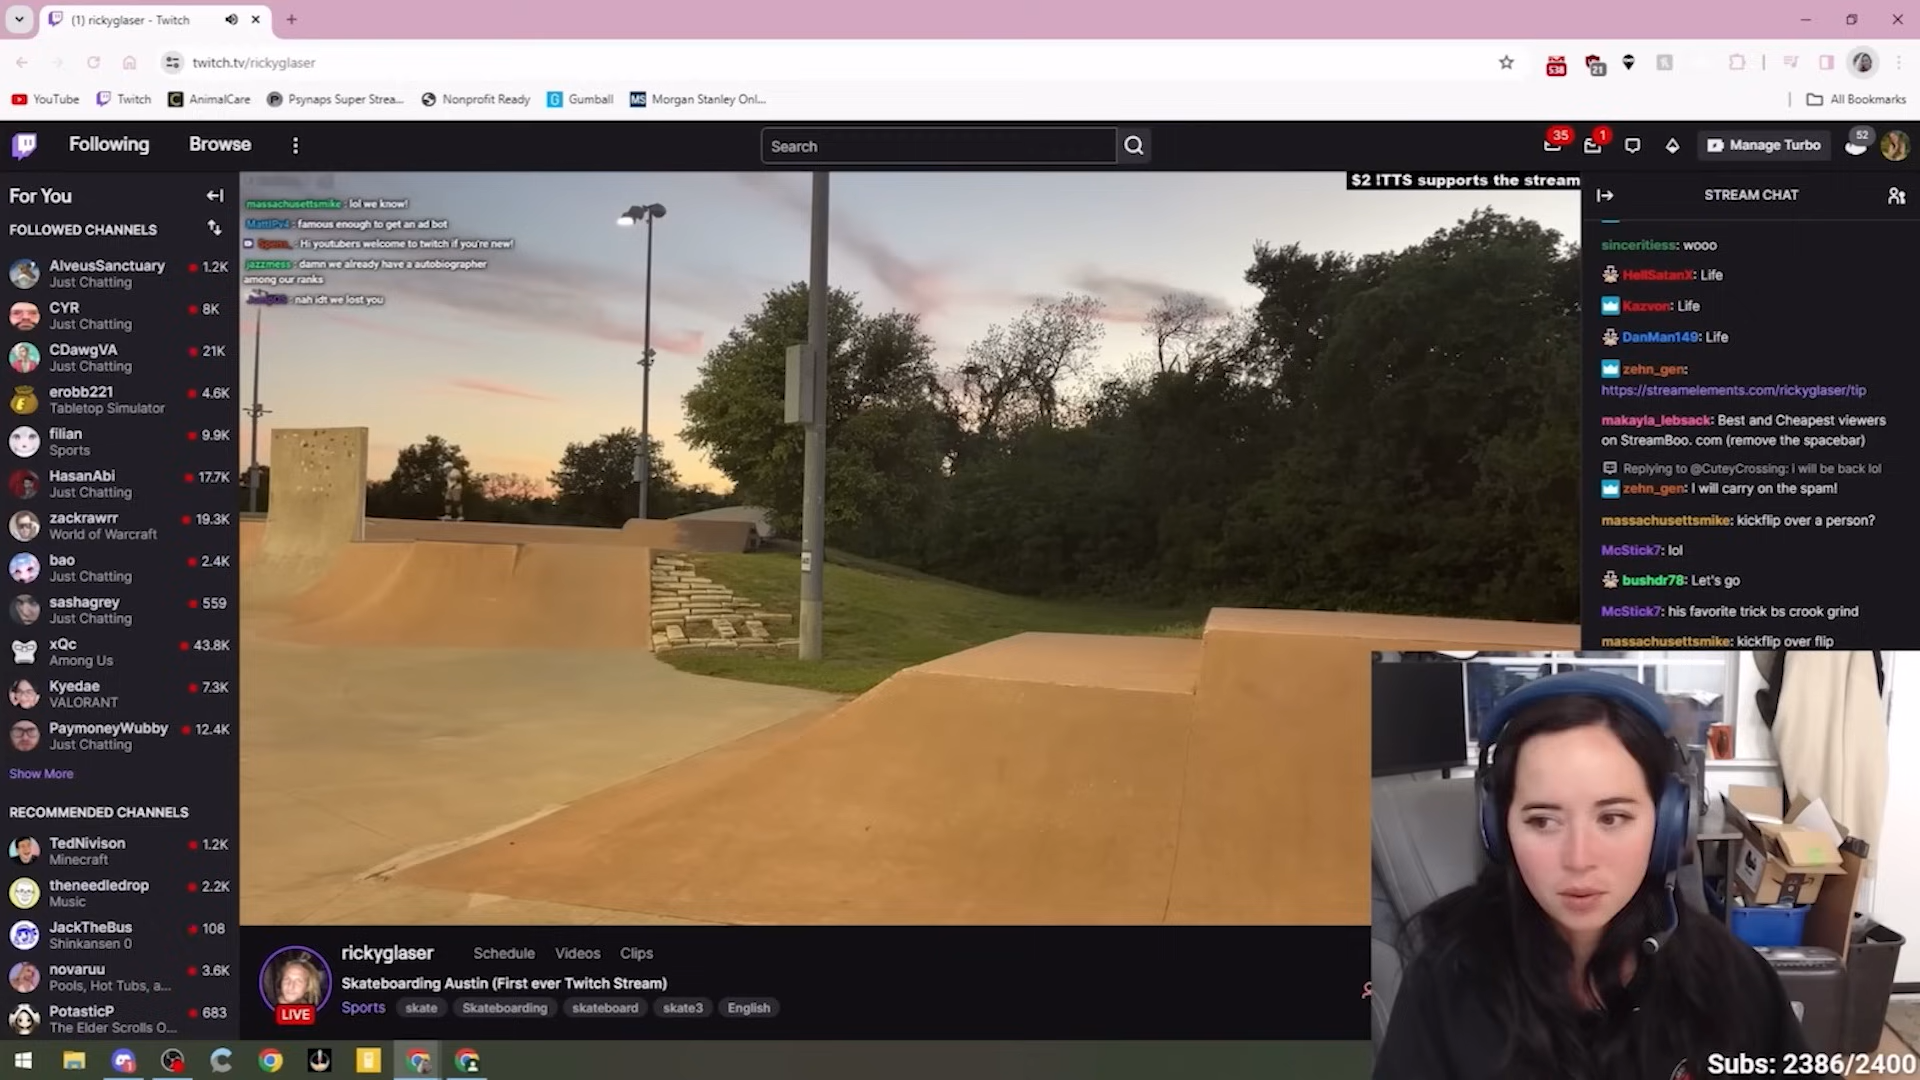 (1) rickyglaser - Twitch
twitch.tv/rickyglaser
538
21
YouTube
Twitch
AnimalCare
Psynaps Super Strea...
Nonprofit Ready
Gumball
Morgan Stanley Onl...
All Bookmarks
Following
Browse
Search
35
1
Manage Turbo
52
For You
FOLLOWED CHANNELS
AlveusSanctuary 1.2K
Just Chatting
CYR 8K
Just Chatting
CDawgVA 21K
Just Chatting
erobb221 4.6K
Tabletop Simulator
filian 9.9K
Sports
HasanAbi 17.7K
Just Chatting
zackrawrr 19.3K
World of Warcraft
bao 2.4K
Just Chatting
sashagrey 559
Just Chatting
xQc 43.8K
Among Us
Kyedae 7.3K
VALORANT
PaymoneyWubby 12.4K
Just Chatting
Show More
RECOMMENDED CHANNELS
TedNivison 1.2K
Minecraft
theneedledrop 2.2K
Music
JackTheBus 108
Shinkansen 0
novaruu 3.6K
Pools, Hot Tubs, a...
PotasticP 683
The Elder Scrolls O...
massachusettsmike : lol we know!
MattIPv4 : famous enough to get an ad bot
: Hi youtubers welcome to twitch if you're new!
jazzmess : damn we already have a autobiographer
among our ranks
: nah idt we lost you
$2 !TTS supports the stream
rickyglaser
Schedule
Videos
Clips
Skateboarding Austin (First ever Twitch Stream)
Sports
skate
Skateboarding
skateboard
skate3
English
LIVE
STREAM CHAT
sinceritiess: wooo
HellSatanX: Life
Kazvon: Life
DanMan149: Life
zehn_gen:
https://streamelements.com/rickyglaser/tip
makayla_lebsack: Best and Cheapest viewers
on StreamBoo. com (remove the spacebar)
Replying to @CuteyCrossing: i will be back lol
zehn_gen: I will carry on the spam!
massachusettsmike: kickflip over a person?
McStick7: lol
bushdr78: Let's go
McStick7: his favorite trick bs crook grind
massachusettsmike: kickflip over flip
Subs: 2386/2400